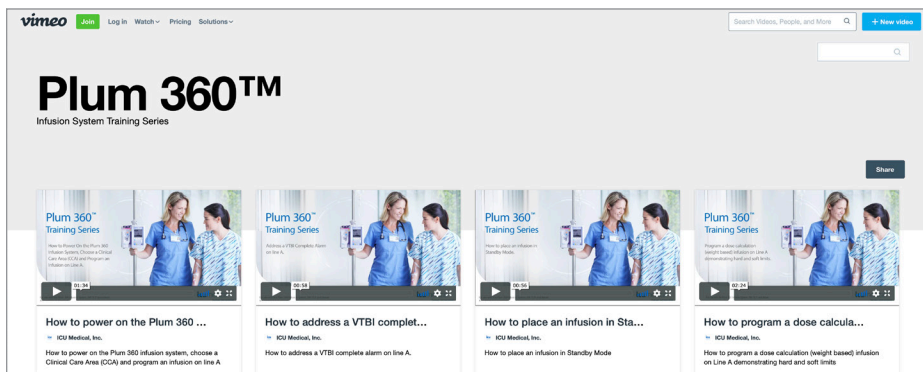 vimeo Join Log in Watch Pricing Solutions Search Videos, People, and More + New video
Plum 360™
Infusion System Training Series
Share
Plum 360™
Training Series
How to Power On the Plum 360
Infusion System, Choose a Clinical
Care Area (CCA) and Program an
Infusion on Line A.
01:34
Plum 360™
Training Series
Address a VTBI Complete Alarm
on line A.
00:58
Plum 360™
Training Series
How to place an infusion in
Standby Mode.
00:56
Plum 360™
Training Series
Program a dose calculation
(weight based) infusion on Line A
demonstrating hard and soft limits.
02:24
How to power on the Plum 360 ...
ICU Medical, Inc.
How to power on the Plum 360 infusion system, choose a
Clinical Care Area (CCA) and program an infusion on line A
How to address a VTBI complet...
ICU Medical, Inc.
How to address a VTBI complete alarm on line A.
How to place an infusion in Sta...
ICU Medical, Inc.
How to place an infusion in Standby Mode
How to program a dose calcula...
ICU Medical, Inc.
How to program a dose calculation (weight based) infusion
on Line A demonstrating hard and soft limits